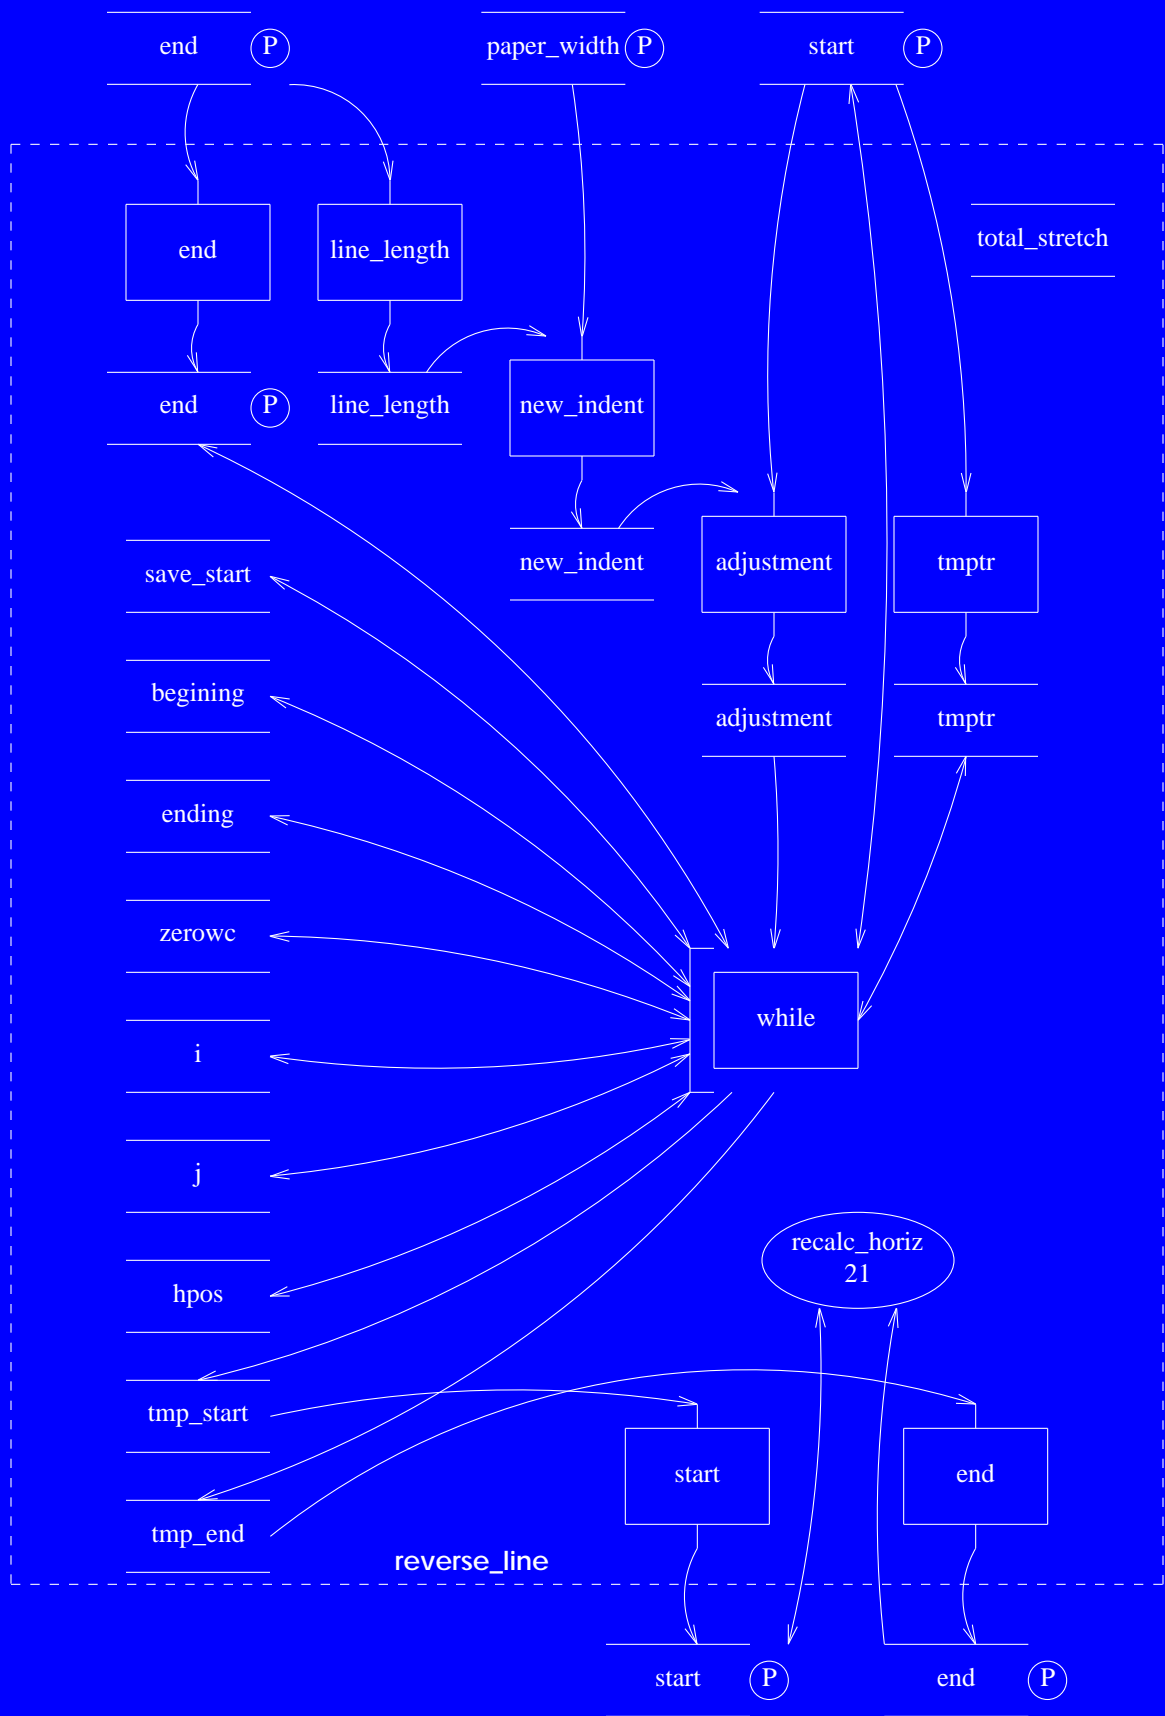 end P
paper_width P
start P
total_stretch
end
line_length
end P
line_length
new_indent
save_start
new_indent
adjustment
tmptr
begining
adjustment
tmptr
ending
zerowc
while
i
j
recalc_horiz
21
hpos
tmp_start
start
end
tmp_end
reverse_line
start P
end P